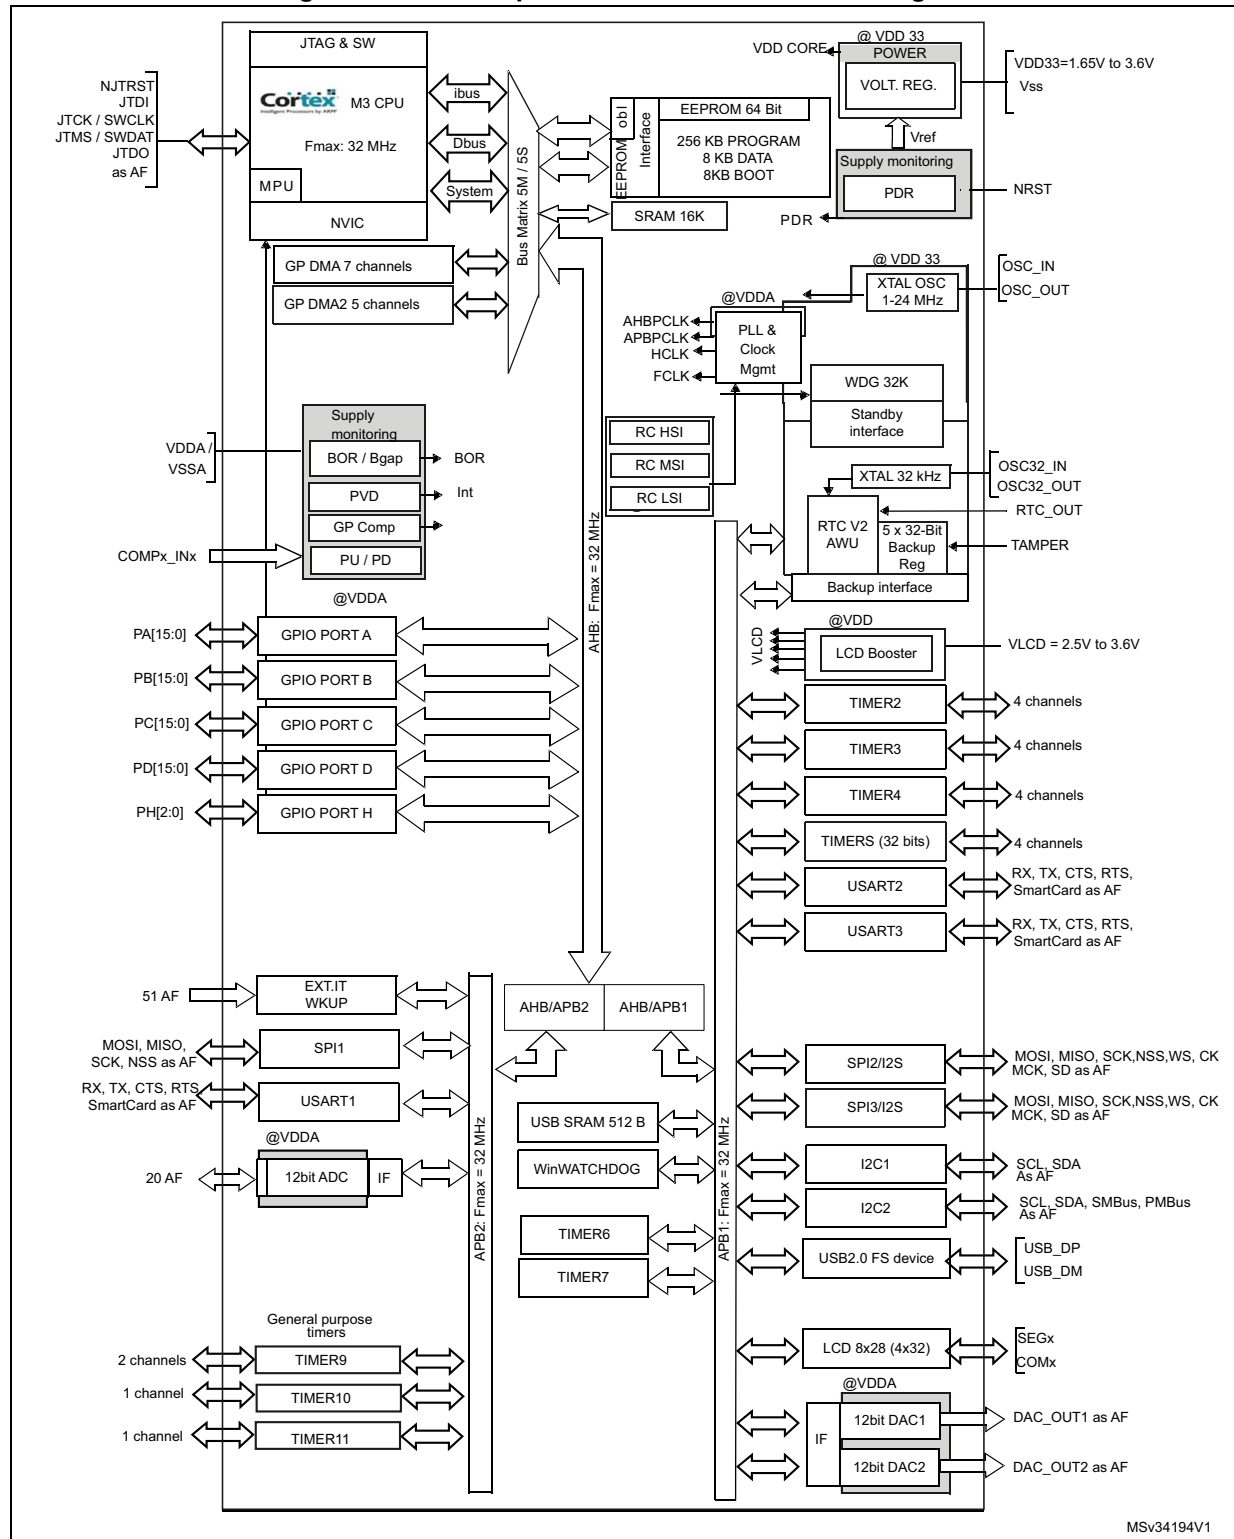 JTAG & SW
Cortex
Intelligent Processors by ARM®
M3 CPU
Fmax: 32 MHz
MPU
NVIC
NJTRST
JTDI
JTCK / SWCLK
JTMS / SWDAT
JTDO
as AF
ibus
Dbus
System
Bus Matrix 5M / 5S
EEPROM obl
Interface
EEPROM 64 Bit
256 KB PROGRAM
8 KB DATA
8KB BOOT
SRAM 16K
@ VDD 33
VDD CORE
POWER
VOLT. REG.
VDD33=1.65V to 3.6V
Vss
Vref
Supply monitoring
PDR
NRST
PDR
GP DMA 7 channels
GP DMA2 5 channels
@ VDD 33
XTAL OSC
1-24 MHz
OSC_IN
OSC_OUT
@VDDA
PLL &
Clock
Mgmt
AHBPCLK
APBPCLK
HCLK
FCLK
WDG 32K
Standby
interface
RC HSI
RC MSI
RC LSI
XTAL 32 kHz
OSC32_IN
OSC32_OUT
RTC V2
AWU
RTC_OUT
5 x 32-Bit
Backup
Reg
TAMPER
Backup interface
Supply
monitoring
VDDA /
VSSA
BOR / Bgap
BOR
PVD
Int
GP Comp
PU / PD
COMPx_INx
@VDDA
AHB: Fmax = 32 MHz
PA[15:0]
GPIO PORT A
PB[15:0]
GPIO PORT B
PC[15:0]
GPIO PORT C
PD[15:0]
GPIO PORT D
PH[2:0]
GPIO PORT H
@VDD
VLCD
LCD Booster
VLCD = 2.5V to 3.6V
TIMER2
4 channels
TIMER3
4 channels
TIMER4
4 channels
TIMERS (32 bits)
4 channels
USART2
RX, TX, CTS, RTS,
SmartCard as AF
USART3
RX, TX, CTS, RTS,
SmartCard as AF
51 AF
EXT.IT
WKUP
AHB/APB2
AHB/APB1
MOSI, MISO,
SCK, NSS as AF
SPI1
RX, TX, CTS, RTS
SmartCard as AF
USART1
@VDDA
20 AF
12bit ADC
IF
APB2: Fmax = 32 MHz
USB SRAM 512 B
WinWATCHDOG
TIMER6
TIMER7
APB1: Fmax = 32 MHz
SPI2/I2S
MOSI, MISO, SCK,NSS,WS, CK
MCK, SD as AF
SPI3/I2S
MOSI, MISO, SCK,NSS,WS, CK
MCK, SD as AF
I2C1
SCL, SDA
As AF
I2C2
SCL, SDA, SMBus, PMBus
As AF
USB2.0 FS device
USB_DP
USB_DM
General purpose
timers
2 channels
TIMER9
1 channel
TIMER10
1 channel
TIMER11
LCD 8x28 (4x32)
SEGx
COMx
@VDDA
IF
12bit DAC1
DAC_OUT1 as AF
12bit DAC2
DAC_OUT2 as AF
MSv34194V1